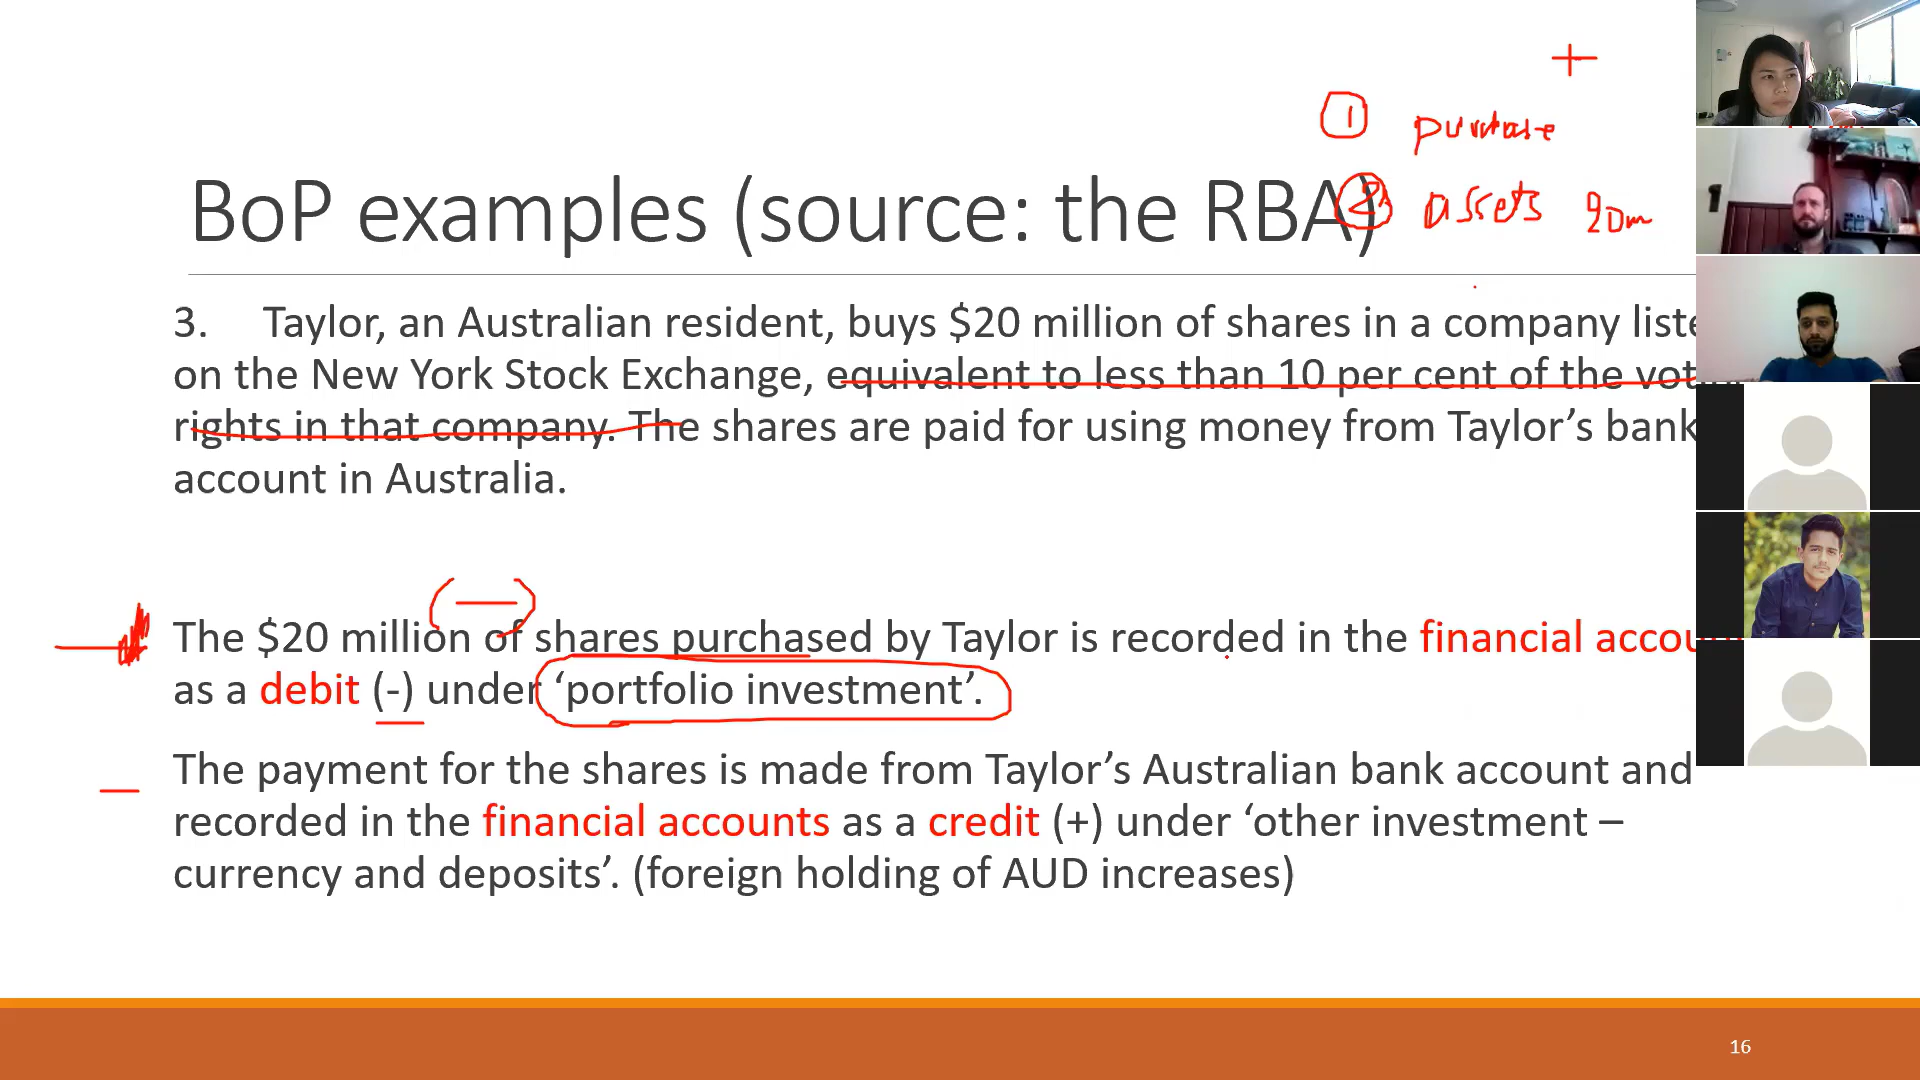 +
① purchase
② assets 20m
BoP examples (source: the RBA)
3. Taylor, an Australian resident, buys $20 million of shares in a company liste
on the New York Stock Exchange, equivalent to less than 10 per cent of the vot
rights in that company. The shares are paid for using money from Taylor’s bank
account in Australia.
(—)
The $20 million of shares purchased by Taylor is recorded in the financial accou
as a debit (-) under ‘portfolio investment’.
The payment for the shares is made from Taylor’s Australian bank account and
recorded in the financial accounts as a credit (+) under ‘other investment –
currency and deposits’. (foreign holding of AUD increases)
16